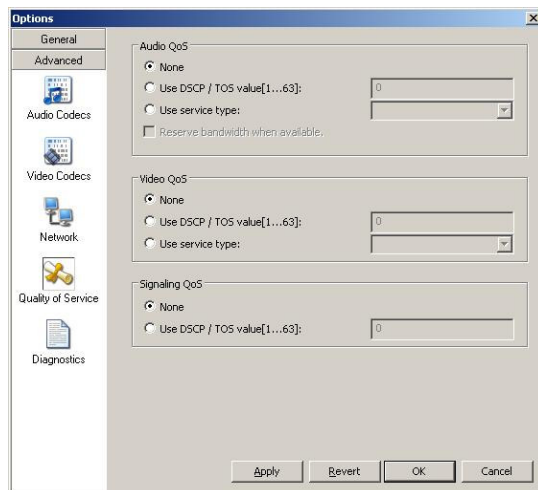 Options
General
Advanced
Audio Codecs
Video Codecs
Network
Quality of Service
Diagnostics
Audio QoS
None
Use DSCP / TOS value[1...63]:
0
Use service type:
Reserve bandwidth when available.
Video QoS
None
Use DSCP / TOS value[1...63]:
0
Use service type:
Signaling QoS
None
Use DSCP / TOS value[1...63]:
0
Apply
Revert
OK
Cancel